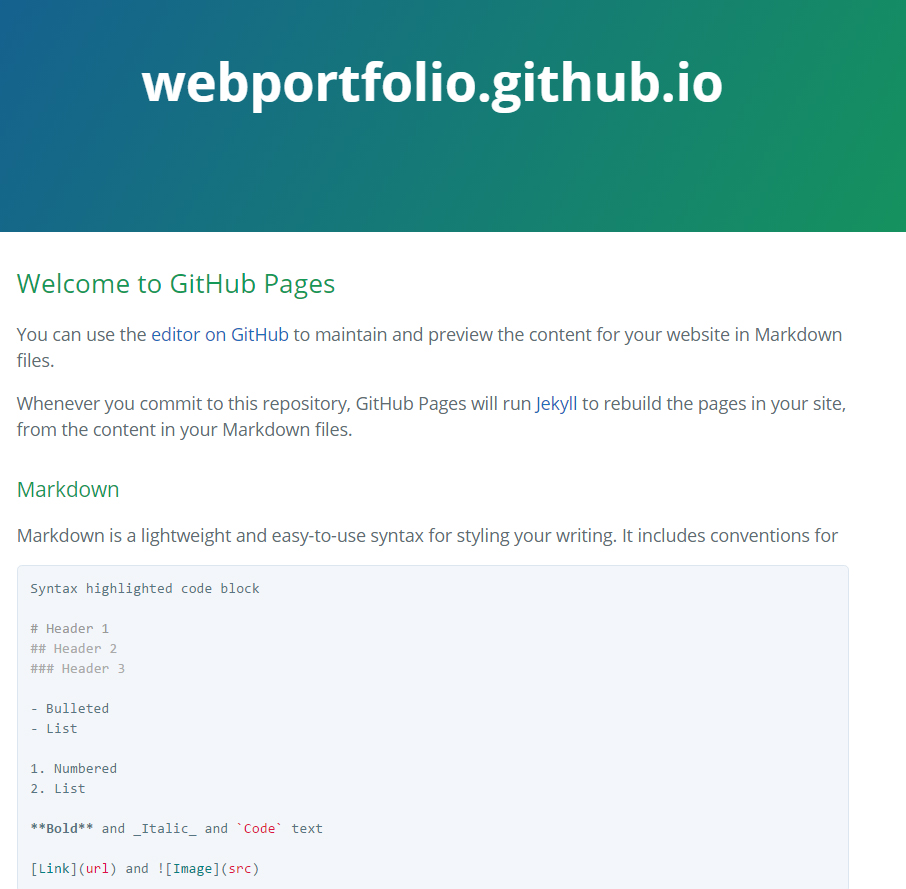 webportfolio.github.io
Welcome to GitHub Pages
You can use the editor on GitHub to maintain and preview the content for your website in Markdown
files.
Whenever you commit to this repository, GitHub Pages will run Jekyll to rebuild the pages in your site,
from the content in your Markdown files.
Markdown
Markdown is a lightweight and easy-to-use syntax for styling your writing. It includes conventions for
Syntax highlighted code block
# Header 1
## Header 2
### Header 3
- Bulleted
- List
1. Numbered
2. List
**Bold** and _Italic_ and `Code` text
[Link](url) and ![Image](src)